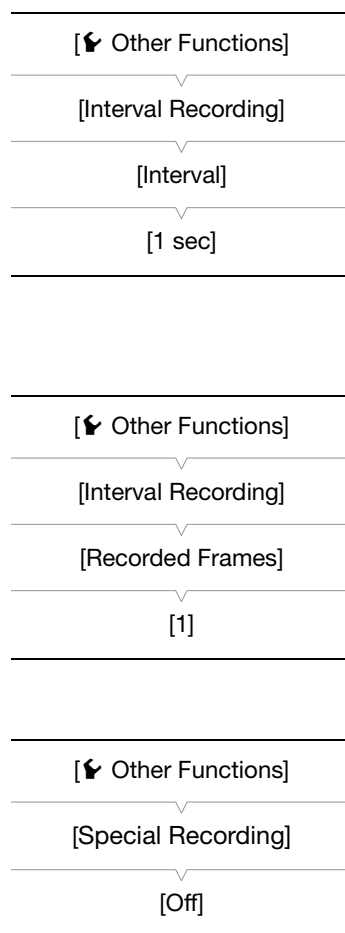 [Other Functions]
[Interval Recording]
[Interval]
[1 sec]
[Other Functions]
[Interval Recording]
[Recorded Frames]
[1]
[Other Functions]
[Special Recording]
[Off]